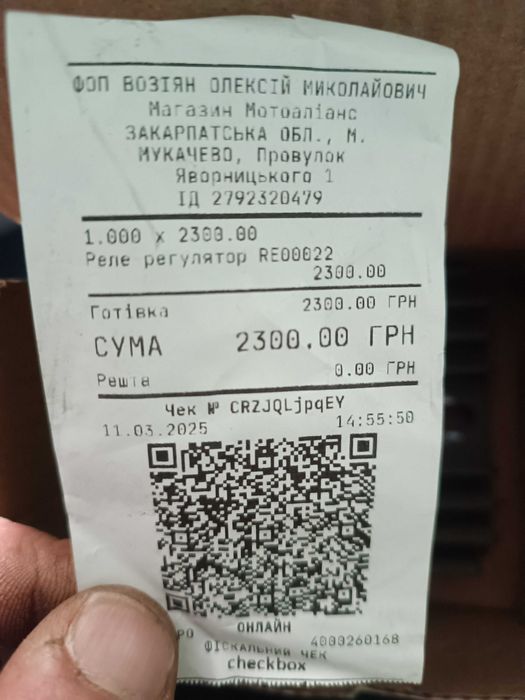 ФОП ВОЗІЯН ОЛЕКСІЙ МИКОЛАЙОВИЧ
Магазин Мотоаліанс
ЗАКАРПАТСЬКА ОБЛ., М.
МУКАЧЕВО, Провулок
Яворницького 1
ІД 2792320479
1.000 x 2300.00
Реле регулятор RE00022
2300.00
Готівка 2300.00 ГРН
СУМА 2300.00 ГРН
Решта 0.00 ГРН
Чек № CRZJQLjpqEY
11.03.2025 14:55:50
ОНЛАЙН
4000260168
ФІСКАЛЬНИЙ ЧЕК
checkbox